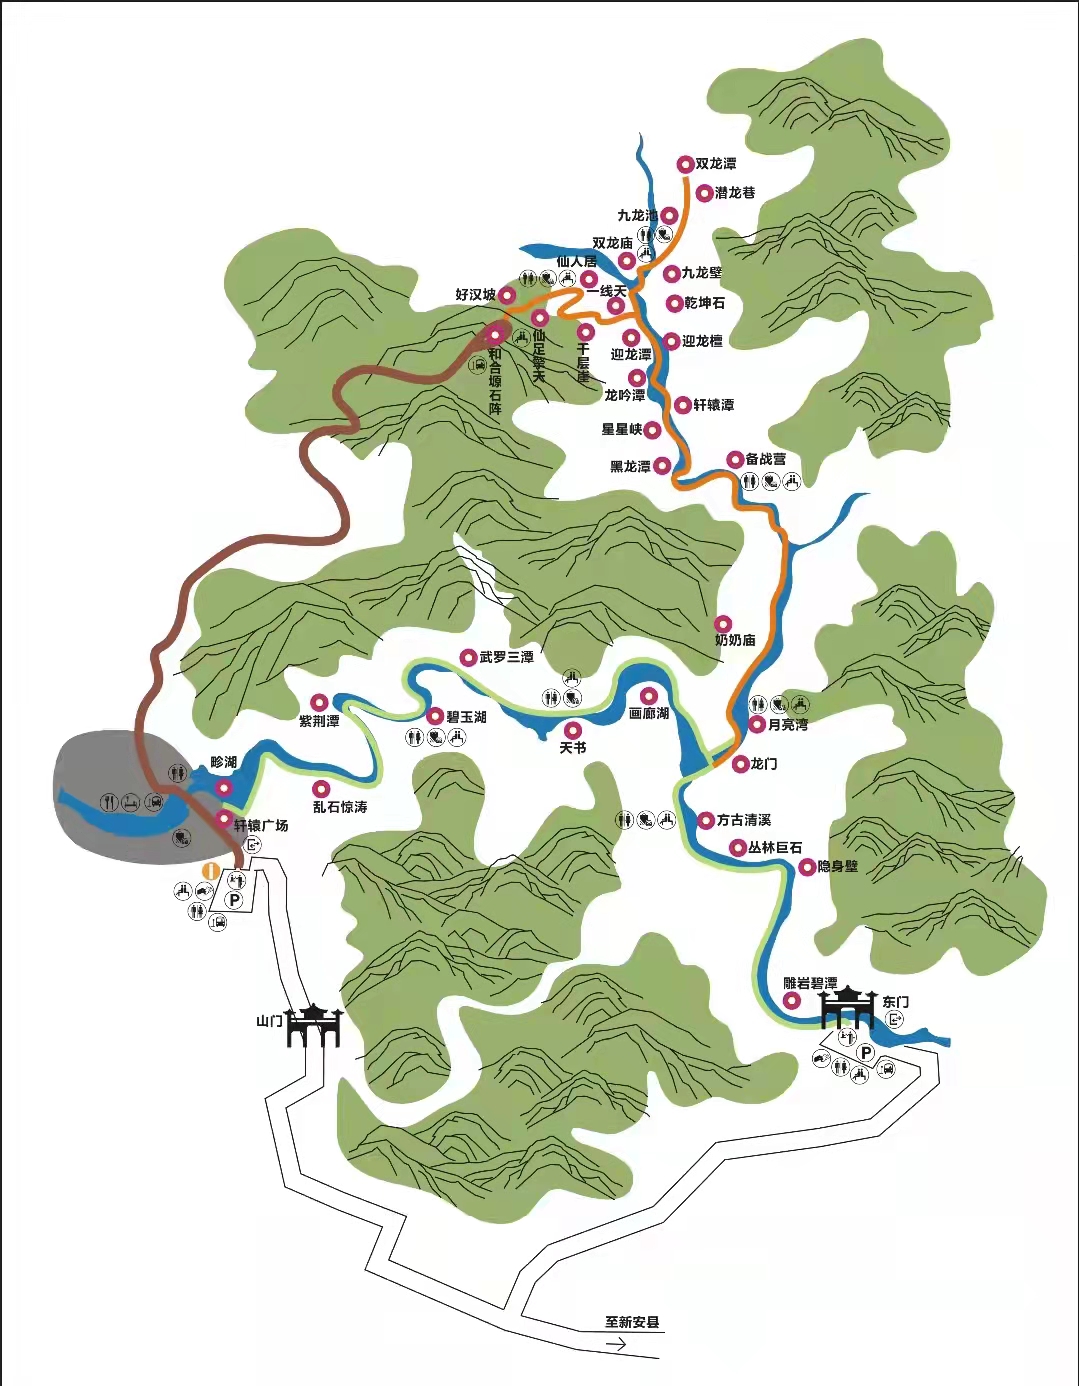 双龙潭
潜龙巷
九龙池
双龙庙
仙人居
九龙壁
一线天
好汉坡
乾坤石
仙足擎天
千层崖
迎龙潭
迎龙檀
和合塬石阵
龙吟潭
轩辕潭
星星峡
黑龙潭
备战营
奶奶庙
武罗三潭
紫荆潭
碧玉湖
画廊湖
天书
月亮湾
龙门
畛湖
乱石惊涛
轩辕广场
方古清溪
丛林巨石
隐身壁
P
雕岩碧潭
东门
山门
P
至新安县